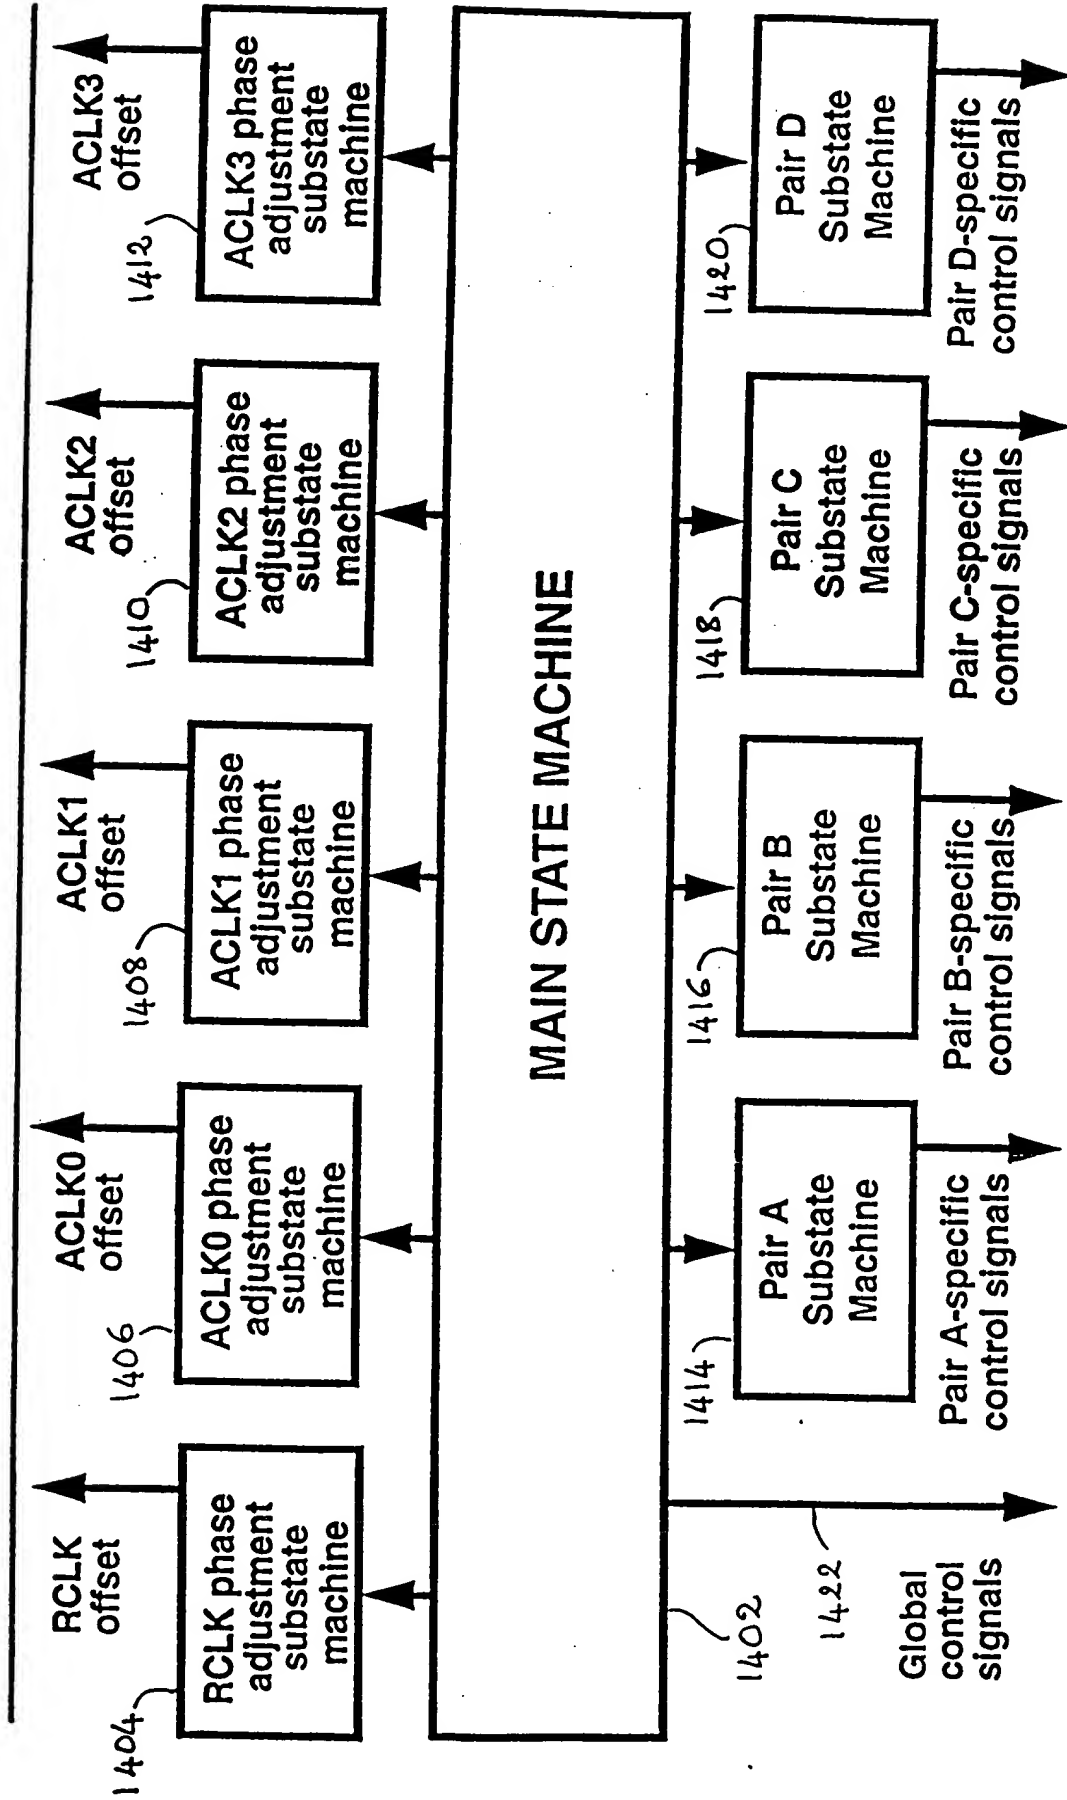 RCLK
offset
ACLK0
offset
ACLK1
offset
ACLK2
offset
ACLK3
offset
1404
RCLK phase
adjustment
substate
machine
1406
ACLK0 phase
adjustment
substate
machine
1408
ACLK1 phase
adjustment
substate
machine
1410
ACLK2 phase
adjustment
substate
machine
1412
ACLK3 phase
adjustment
substate
machine
MAIN STATE MACHINE
1402
1422
Global
control
signals
1414
Pair A
Substate
Machine
Pair A-specific
control signals
1416
Pair B
Substate
Machine
Pair B-specific
control signals
1418
Pair C
Substate
Machine
Pair C-specific
control signals
1420
Pair D
Substate
Machine
Pair D-specific
control signals